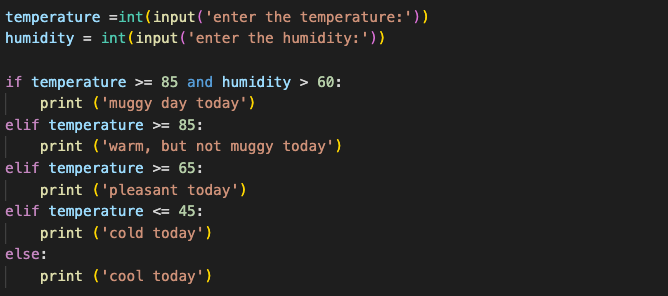 temperature =int(input('enter the temperature:'))
humidity = int(input('enter the humidity:'))

if temperature >= 85 and humidity > 60:
    print ('muggy day today')
elif temperature >= 85:
    print ('warm, but not muggy today')
elif temperature >= 65:
    print ('pleasant today')
elif temperature <= 45:
    print ('cold today')
else:
    print ('cool today')